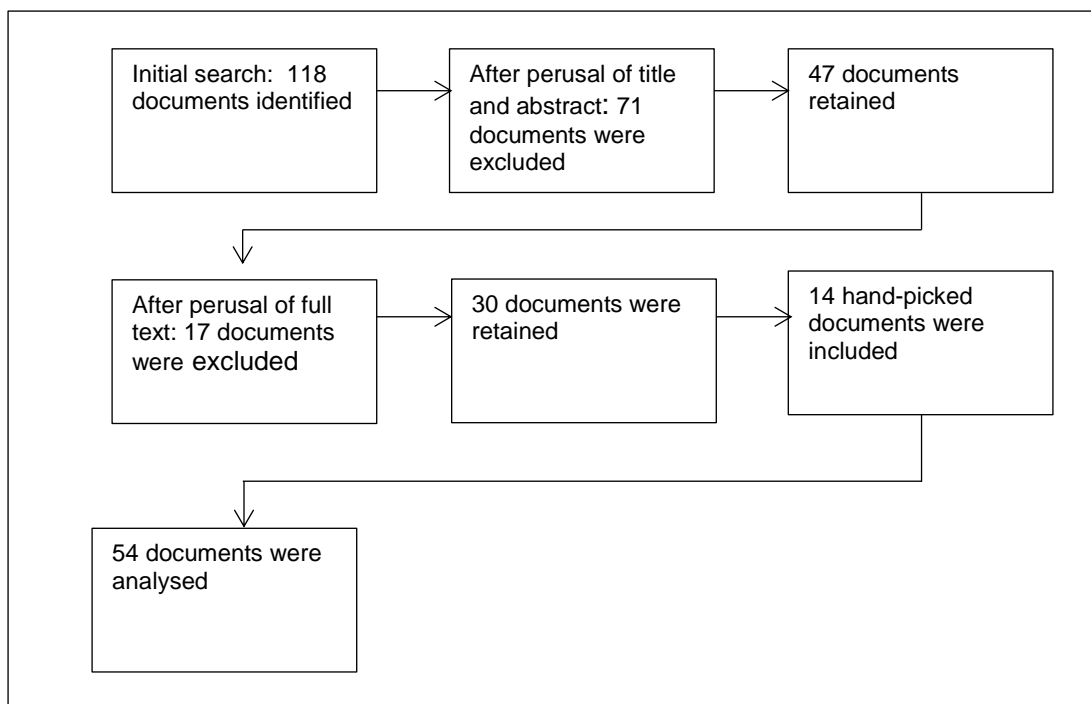 Initial search:  118
documents identified
After perusal of title
and abstract: 71
documents were
excluded
47 documents
retained
After perusal of full
text: 17 documents
were excluded
30 documents were
retained
14 hand-picked
documents were
included
54 documents were
analysed